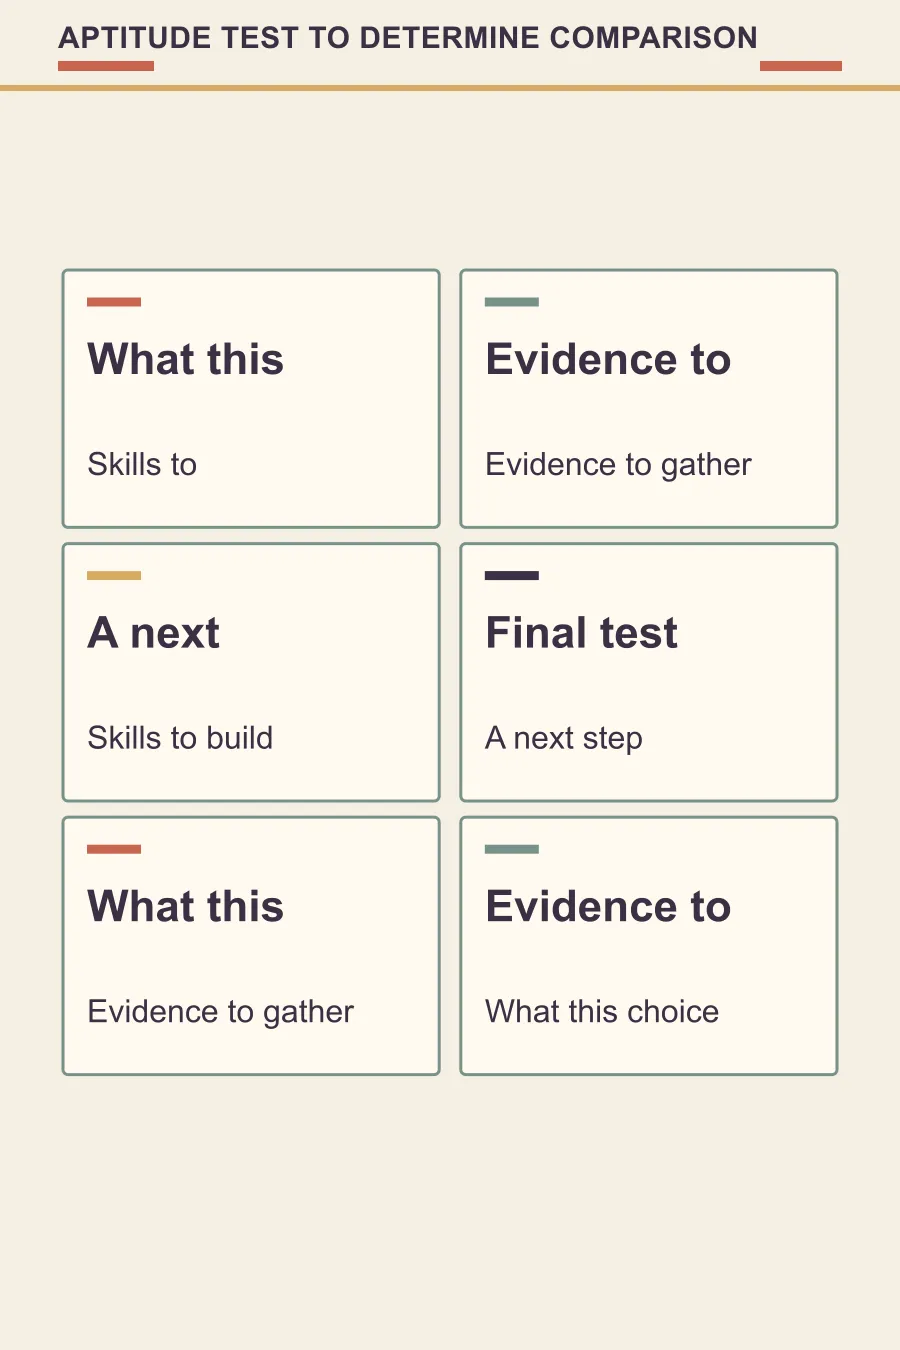 APTITUDE TEST TO DETERMINE COMPARISON
What this
Skills to
Evidence to
Evidence to gather
A next
Skills to build
Final test
A next step
What this
Evidence to gather
Evidence to
What this choice